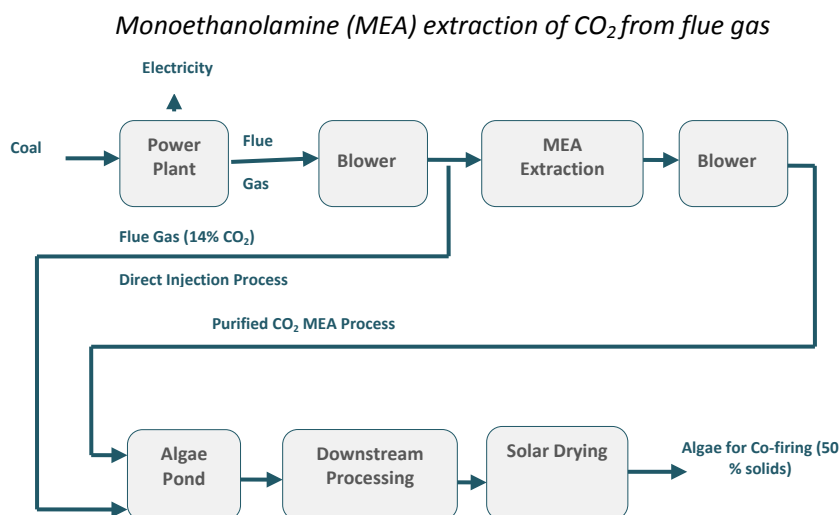 Monoethanolamine (MEA) extraction of CO₂ from flue gas
Electricity
Coal
Power
Plant
Flue
Gas
Blower
MEA
Extraction
Blower
Flue Gas (14% CO₂)
Direct Injection Process
Purified CO₂ MEA Process
Algae
Pond
Downstream
Processing
Solar Drying
Algae for Co-firing (50
% solids)